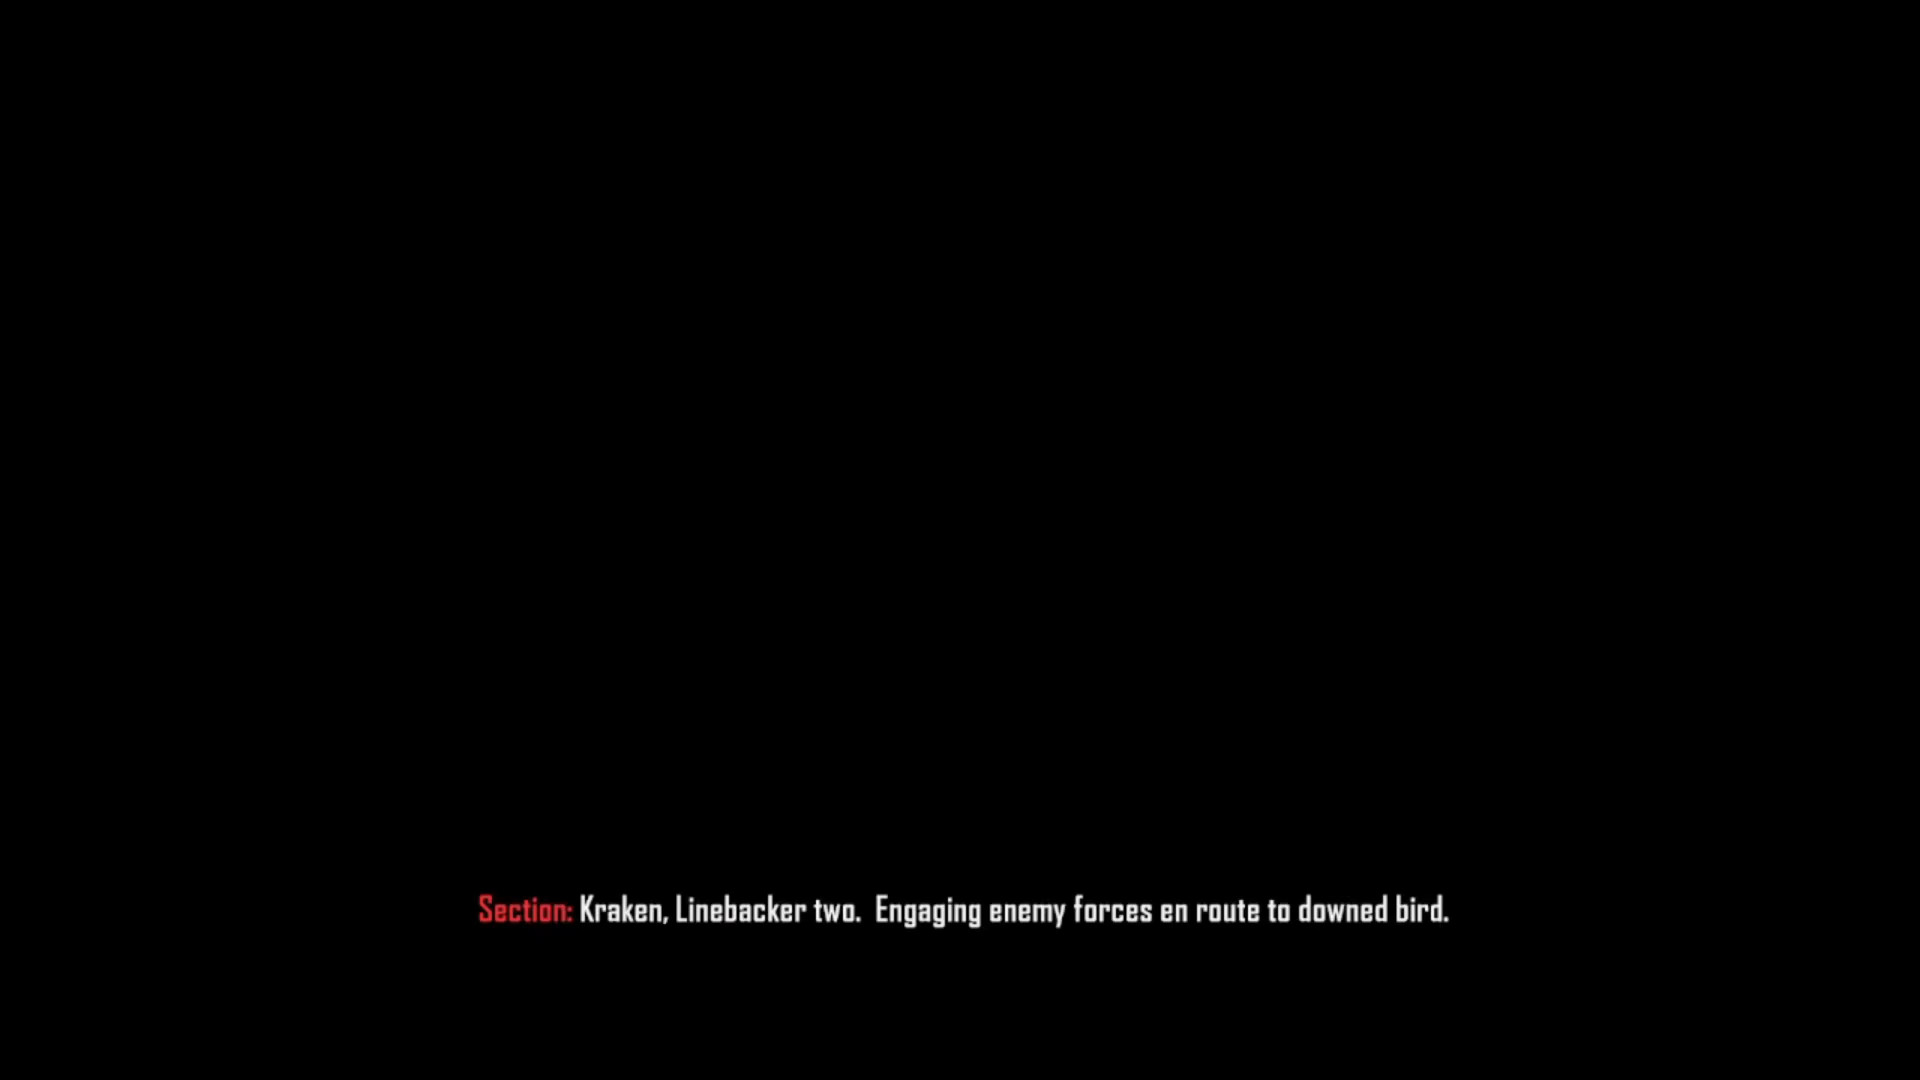 Section: Kraken, Linebacker two.  Engaging enemy forces en route to downed bird.